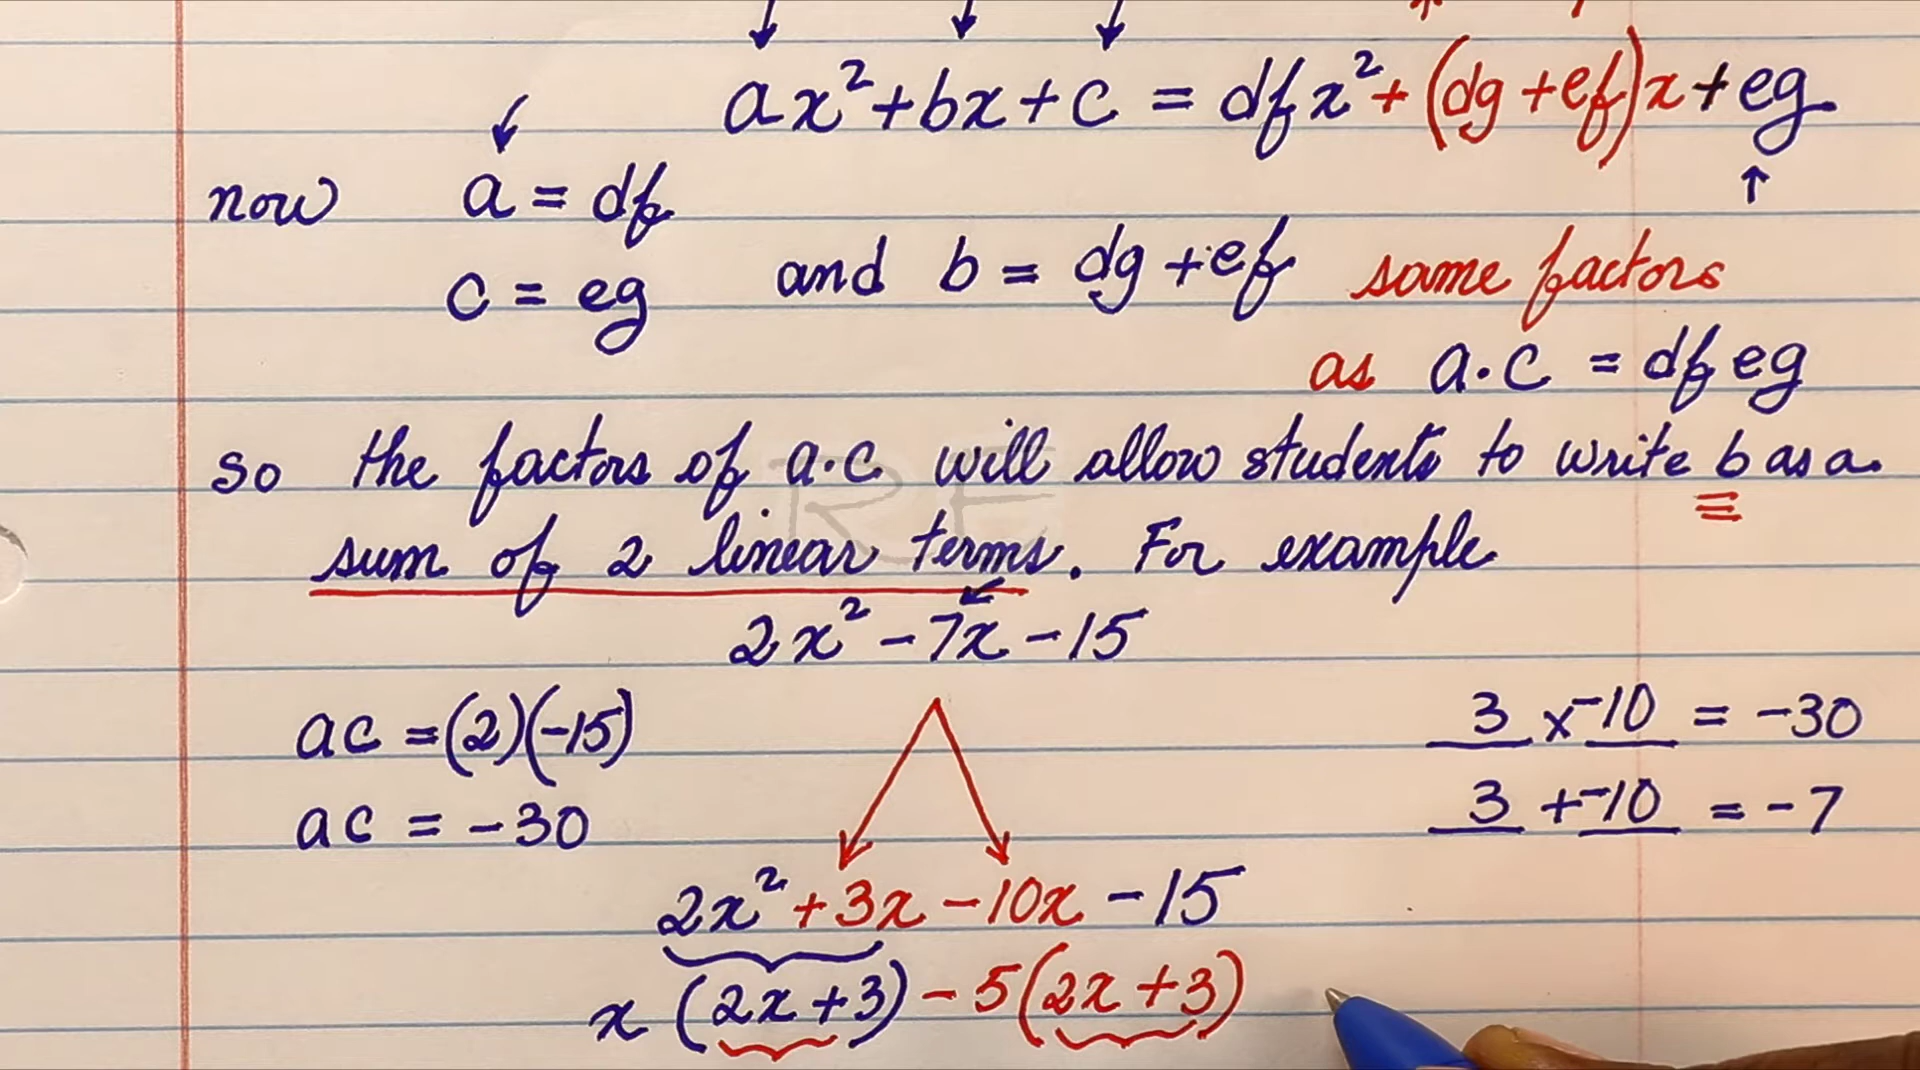 ax² + bx + c = dfx² + (dg + ef)x + eg
now a = df
c = eg and b = dg + ef same factors
as a·c = dfeg
so the factors of a·c will allow students to write b as a
sum of 2 linear terms. For example
2x² - 7x - 15
ac = (2)(-15) 3 x -10 = -30
ac = -30 3 + -10 = -7
2x² + 3x - 10x - 15
x (2x + 3) - 5 (2x + 3)
RE